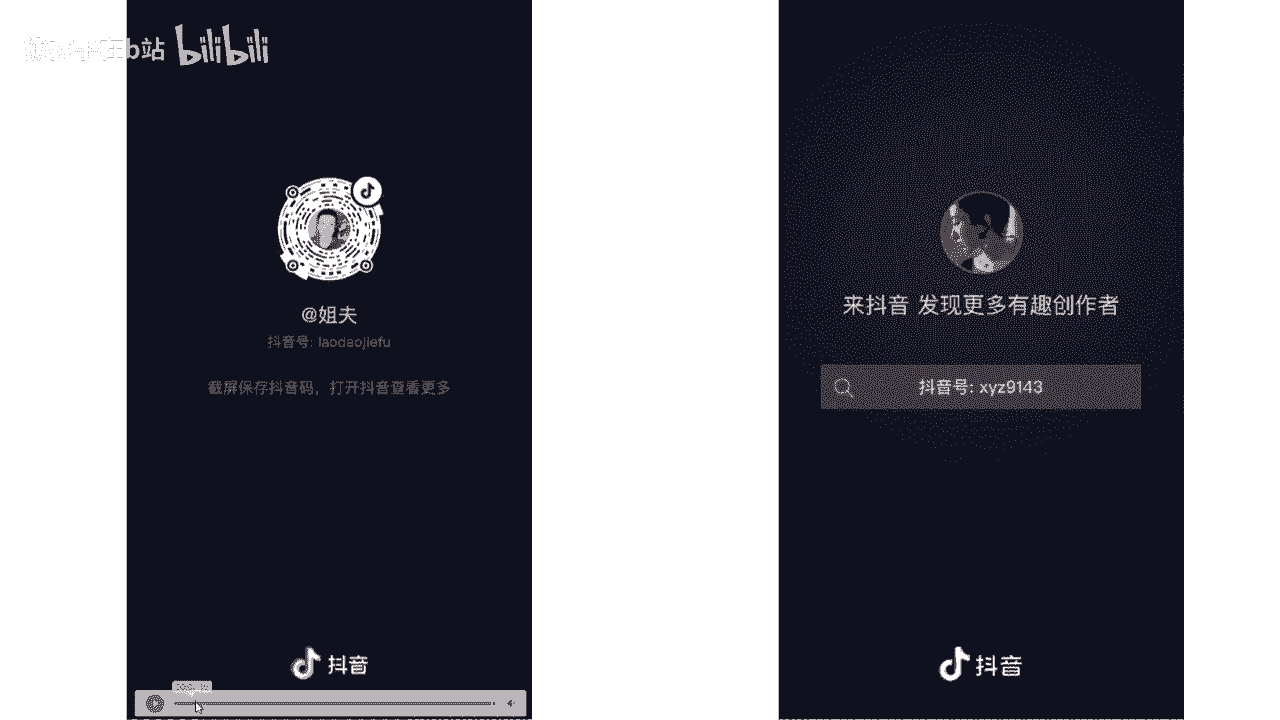 b站 bilibili
@姐夫
抖音号: laodaojiefu
截屏保存抖音码，打开抖音查看更多
抖音
来抖音 发现更多有趣创作者
抖音号: xyz9143
抖音